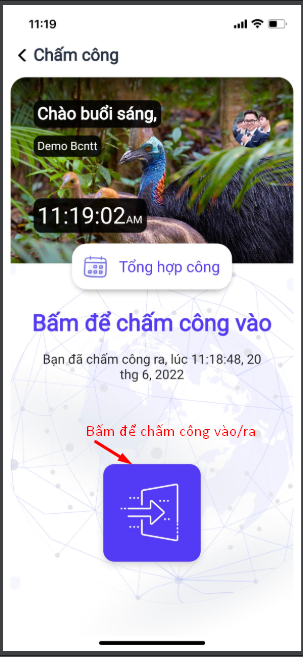 11:19
Chấm công
Chào buổi sáng,
Demo Bcntt
11:19:02AM
Tổng hợp công
Bấm để chấm công vào
Bạn đã chấm công ra, lúc 11:18:48, 20
thg 6, 2022
Bấm để chấm công vào/ra